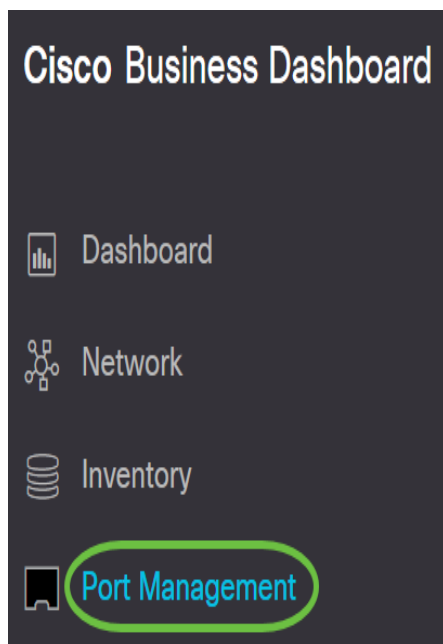 Cisco Business Dashboard
Dashboard
Network
Inventory
Port Management